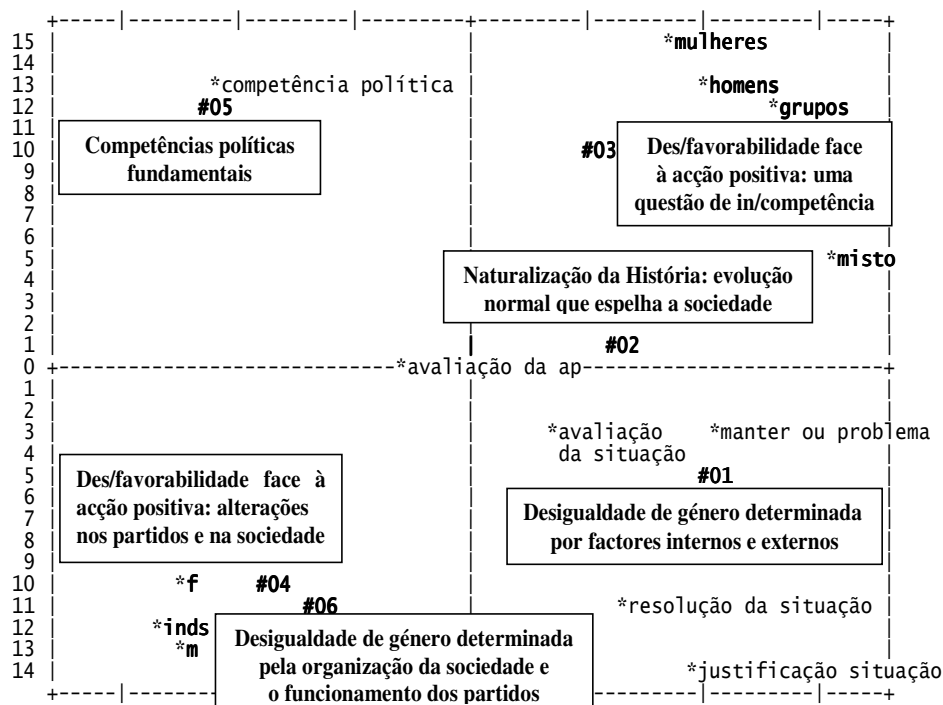 +-----|---------|---------|---------+---------|---------|---------|-----+
15 | | *mulheres |
14 | | |
13 | *competência política | *homens |
12 | #05 | *grupos |
11
10 Competências políticas #03 Des/favorabilidade face
9 fundamentais à acção positiva: uma
8 questão de in/competência
7
6
5 Naturalização da História: evolução *misto
4 normal que espelha a sociedade
3
2
1 #02
0 +-----------------------------*avaliação da ap--------------------------+
1
2
3 *avaliação *manter ou problema
4 da situação
5 Des/favorabilidade face à #01
6 acção positiva: alterações Desigualdade de género determinada
7 nos partidos e na sociedade por factores internos e externos
8
9
10 *f #04
11 #06 *resolução da situação
12 *inds Desigualdade de género determinada
13 *m pela organização da sociedade e
14 o funcionamento dos partidos *justificação situação